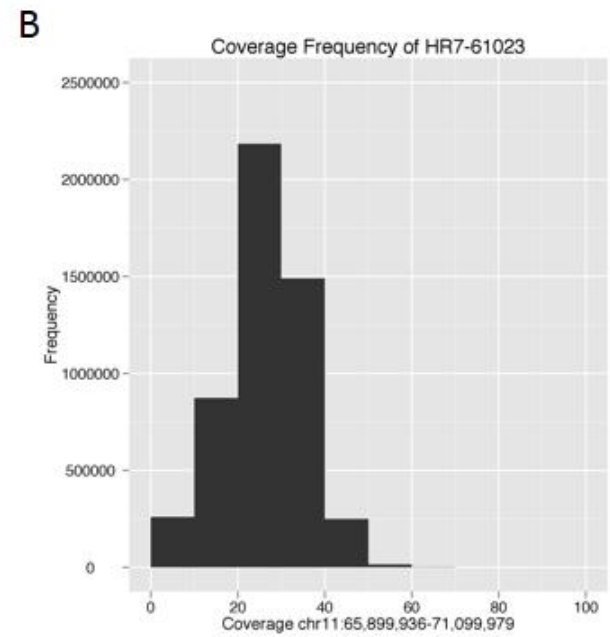 B
Coverage Frequency of HR7-61023
2500000
2000000
1500000
1000000
500000
0
Frequency
0 20 40 60 80 100
Coverage chr11:65,899,936-71,099,979